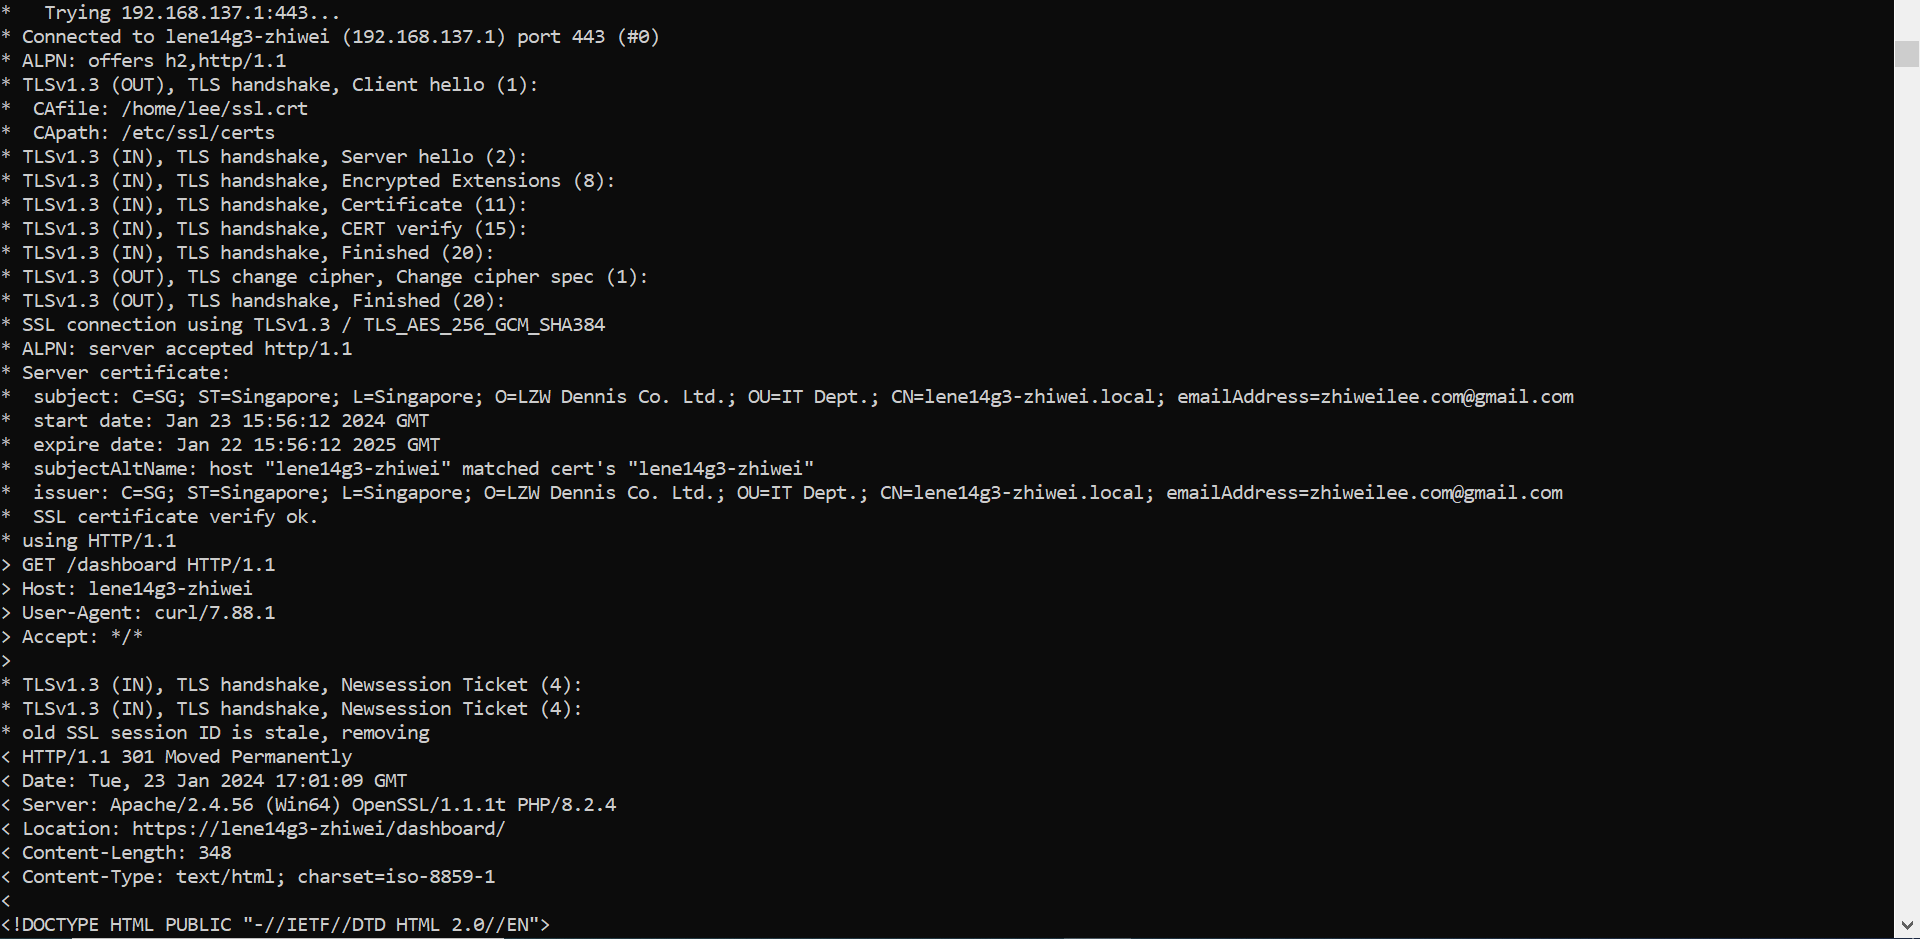 *   Trying 192.168.137.1:443...
* Connected to lene14g3-zhiwei (192.168.137.1) port 443 (#0)
* ALPN: offers h2,http/1.1
* TLSv1.3 (OUT), TLS handshake, Client hello (1):
*  CAfile: /home/lee/ssl.crt
*  CApath: /etc/ssl/certs
* TLSv1.3 (IN), TLS handshake, Server hello (2):
* TLSv1.3 (IN), TLS handshake, Encrypted Extensions (8):
* TLSv1.3 (IN), TLS handshake, Certificate (11):
* TLSv1.3 (IN), TLS handshake, CERT verify (15):
* TLSv1.3 (IN), TLS handshake, Finished (20):
* TLSv1.3 (OUT), TLS change cipher, Change cipher spec (1):
* TLSv1.3 (OUT), TLS handshake, Finished (20):
* SSL connection using TLSv1.3 / TLS_AES_256_GCM_SHA384
* ALPN: server accepted http/1.1
* Server certificate:
*  subject: C=SG; ST=Singapore; L=Singapore; O=LZW Dennis Co. Ltd.; OU=IT Dept.; CN=lene14g3-zhiwei.local; emailAddress=zhiweilee.com@gmail.com
*  start date: Jan 23 15:56:12 2024 GMT
*  expire date: Jan 22 15:56:12 2025 GMT
*  subjectAltName: host "lene14g3-zhiwei" matched cert's "lene14g3-zhiwei"
*  issuer: C=SG; ST=Singapore; L=Singapore; O=LZW Dennis Co. Ltd.; OU=IT Dept.; CN=lene14g3-zhiwei.local; emailAddress=zhiweilee.com@gmail.com
*  SSL certificate verify ok.
* using HTTP/1.1
> GET /dashboard HTTP/1.1
> Host: lene14g3-zhiwei
> User-Agent: curl/7.88.1
> Accept: */*
>
* TLSv1.3 (IN), TLS handshake, Newsession Ticket (4):
* TLSv1.3 (IN), TLS handshake, Newsession Ticket (4):
* old SSL session ID is stale, removing
< HTTP/1.1 301 Moved Permanently
< Date: Tue, 23 Jan 2024 17:01:09 GMT
< Server: Apache/2.4.56 (Win64) OpenSSL/1.1.1t PHP/8.2.4
< Location: https://lene14g3-zhiwei/dashboard/
< Content-Length: 348
< Content-Type: text/html; charset=iso-8859-1
<
<!DOCTYPE HTML PUBLIC "-//IETF//DTD HTML 2.0//EN">